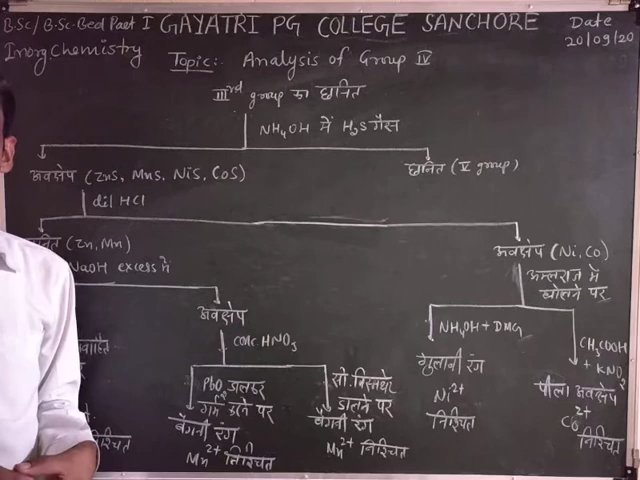 B.Sc/B.Sc-Bed Part I GAYATRI PG COLLEGE SANCHORE Date
Inorg. Chemistry 20/09/20
Topic:- Analysis of Group IV
IIIrd group का छनित
NH4OH में H2S गैस
अवक्षेप (ZnS, MnS, NiS, CoS) छनित (V group)
dil HCl
(Zn, Mn) अवक्षेप (Ni, Co)
NaOH excess में अम्लराज में
घोलने पर
अवक्षेप
conc. HNO3 NH4OH + DMG CH3COOH
+ KNO2
PbO2 डालकर सो. बिस्मथेट गुलाबी रंग
गर्म करने पर डालने पर Ni2+ पीला अवक्षेप
बैंगनी रंग बैंगनी रंग निश्चित Co2+
Mn2+ निश्चित Mn2+ निश्चित निश्चित